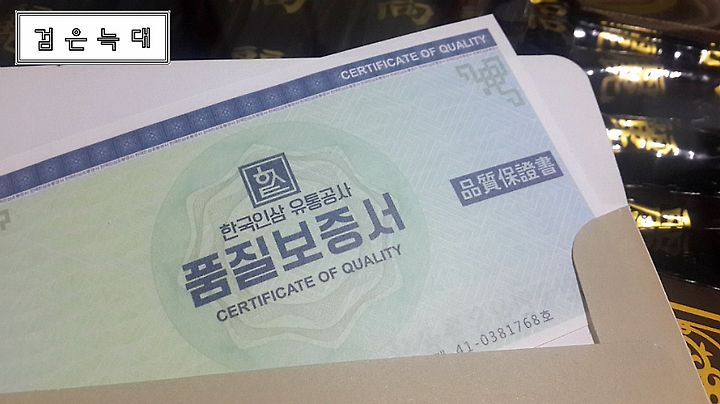 검은늑대
CERTIFICATE OF QUALITY
한국인삼 유통공사
품질보증서
CERTIFICATE OF QUALITY
品質保證書
41-0381768호